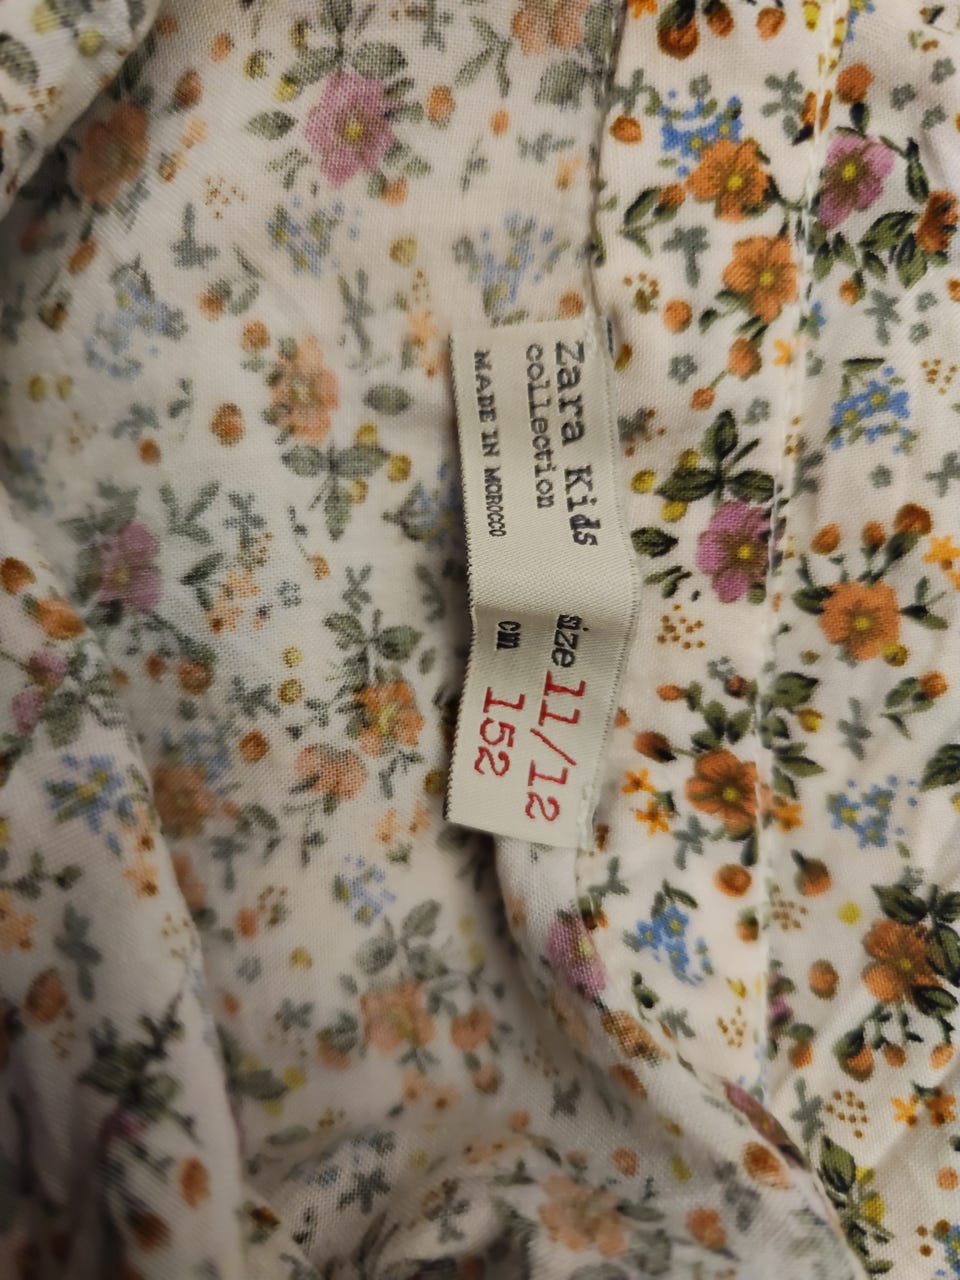 Zara Kids
collection
MADE IN MOROCCO
size 11/12
cm 152